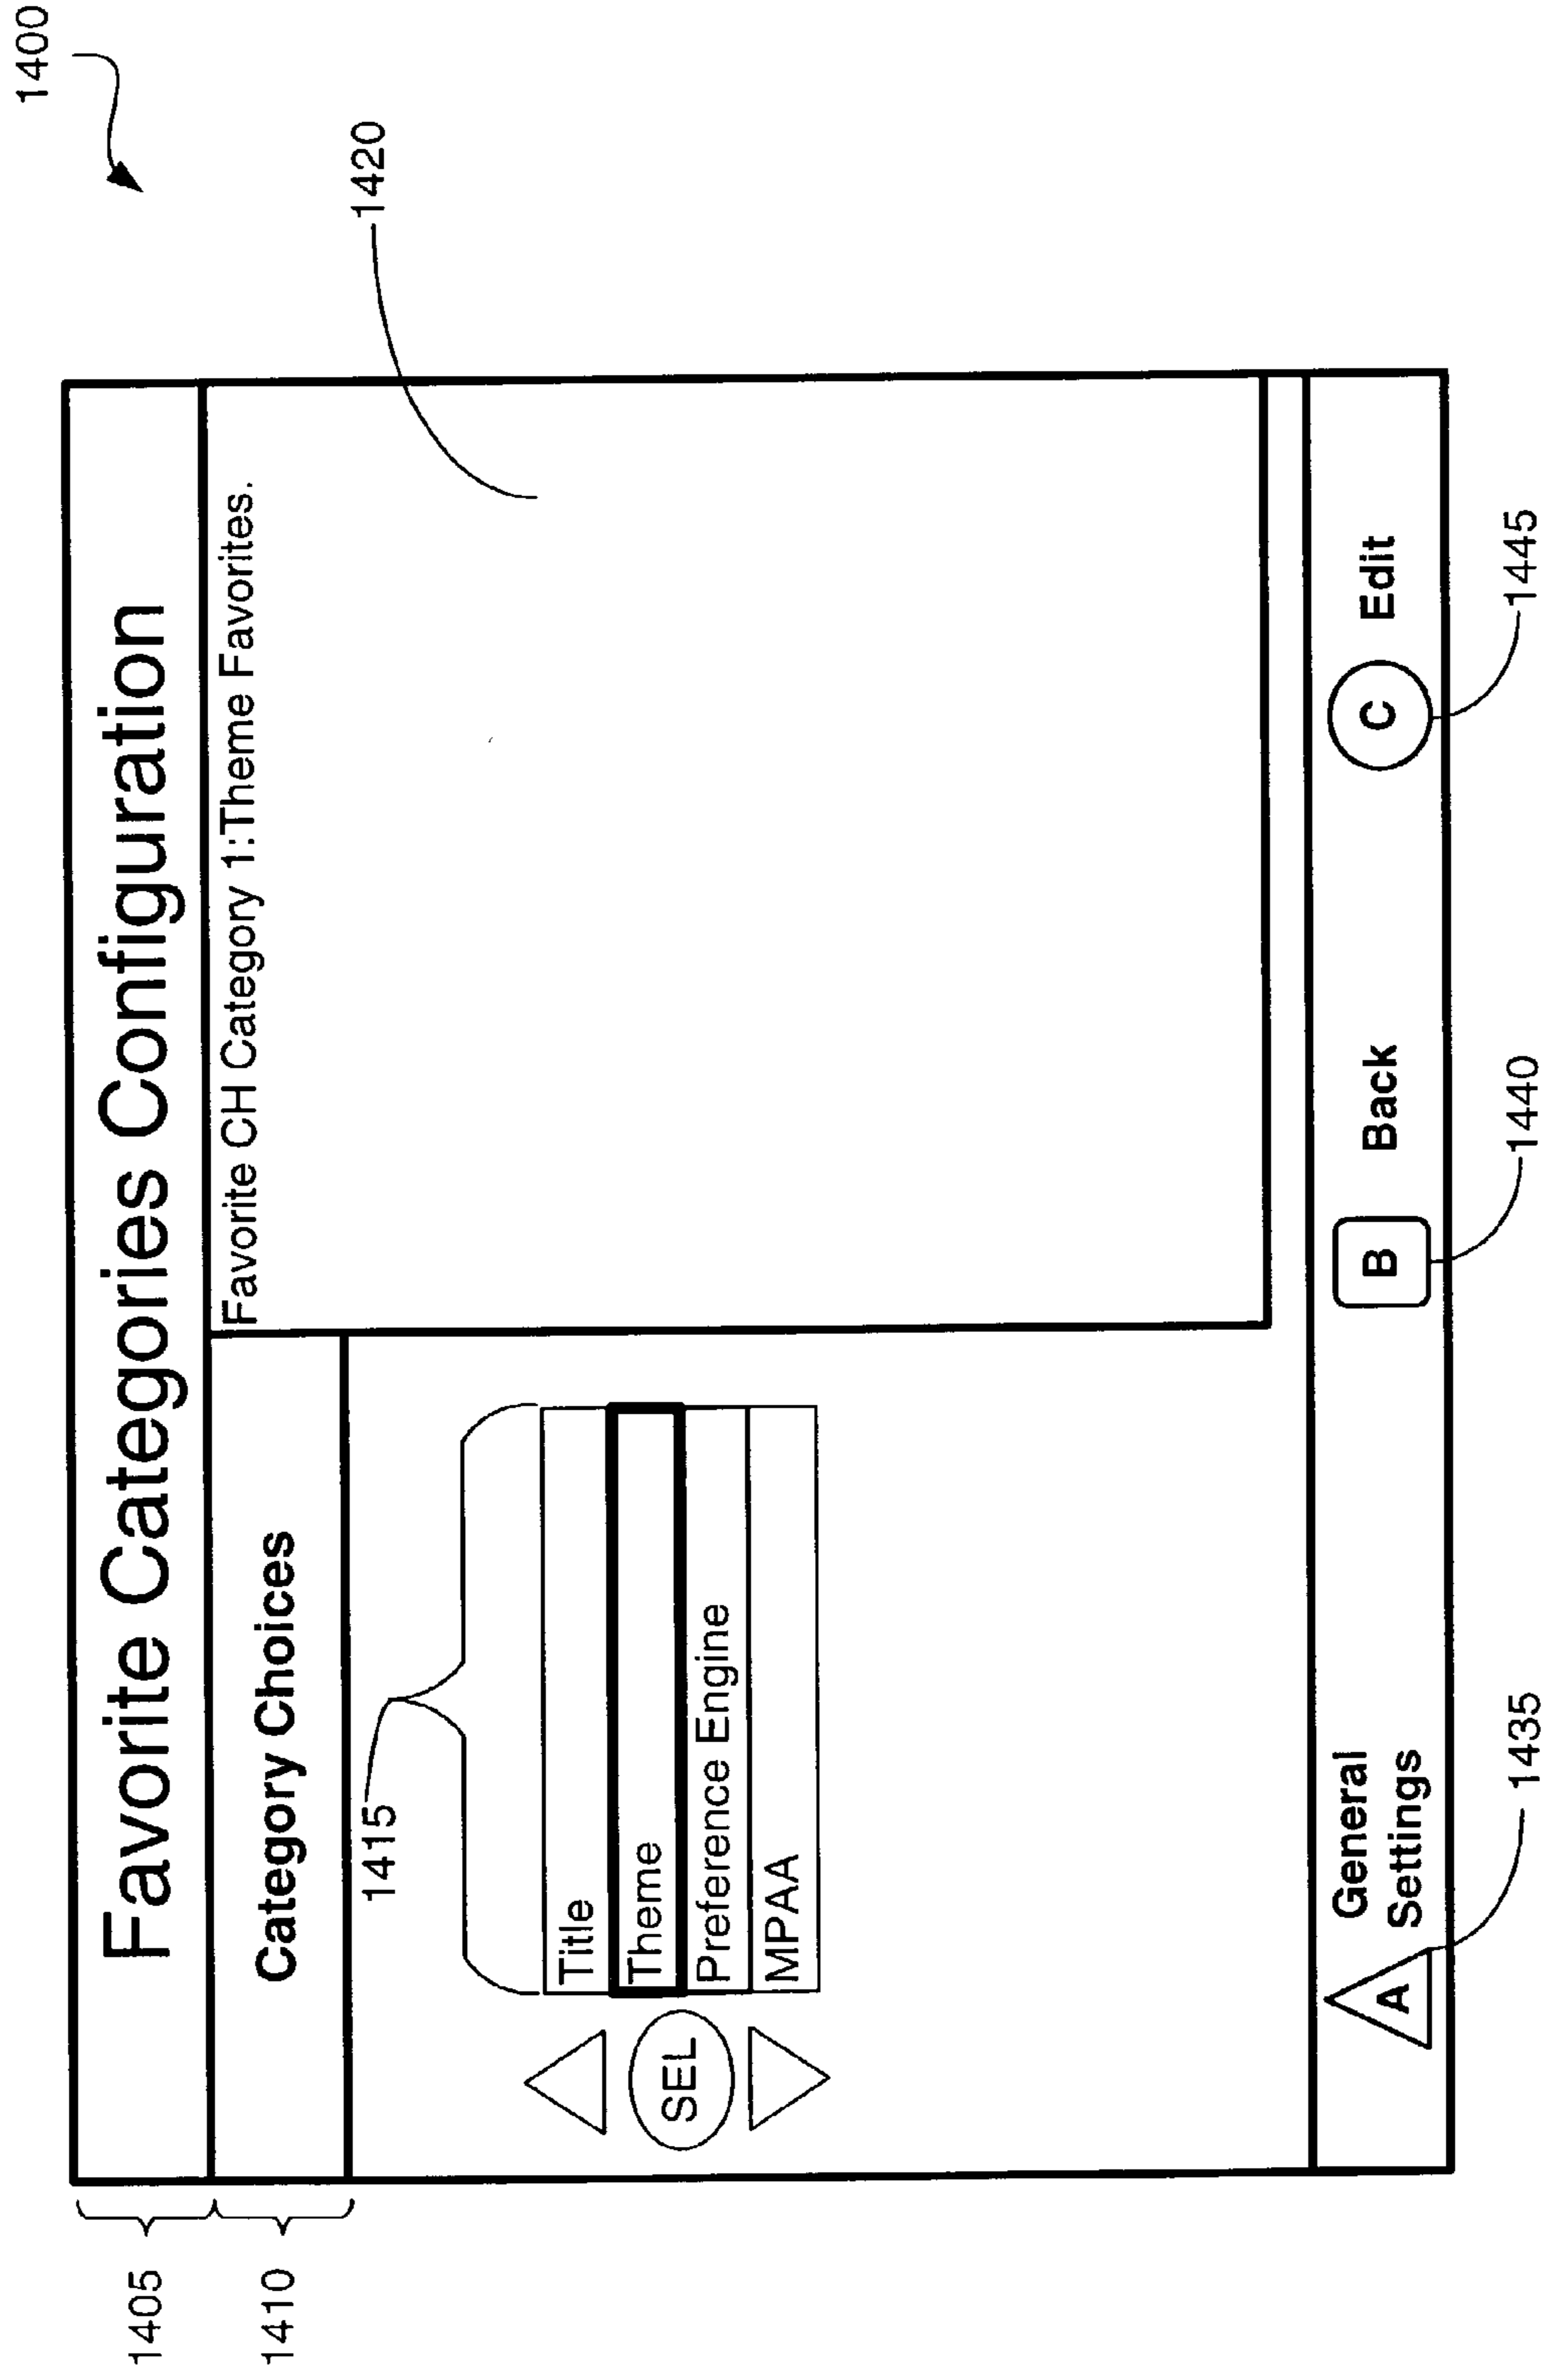 1400
1405
Favorite Categories Configuration
1410
Category Choices
Favorite CH Category 1:Theme Favorites.
1420
1415
Title
Theme
Preference Engine
MPAA
SEL
A General
Settings
B Back
C Edit
1435
1440
1445